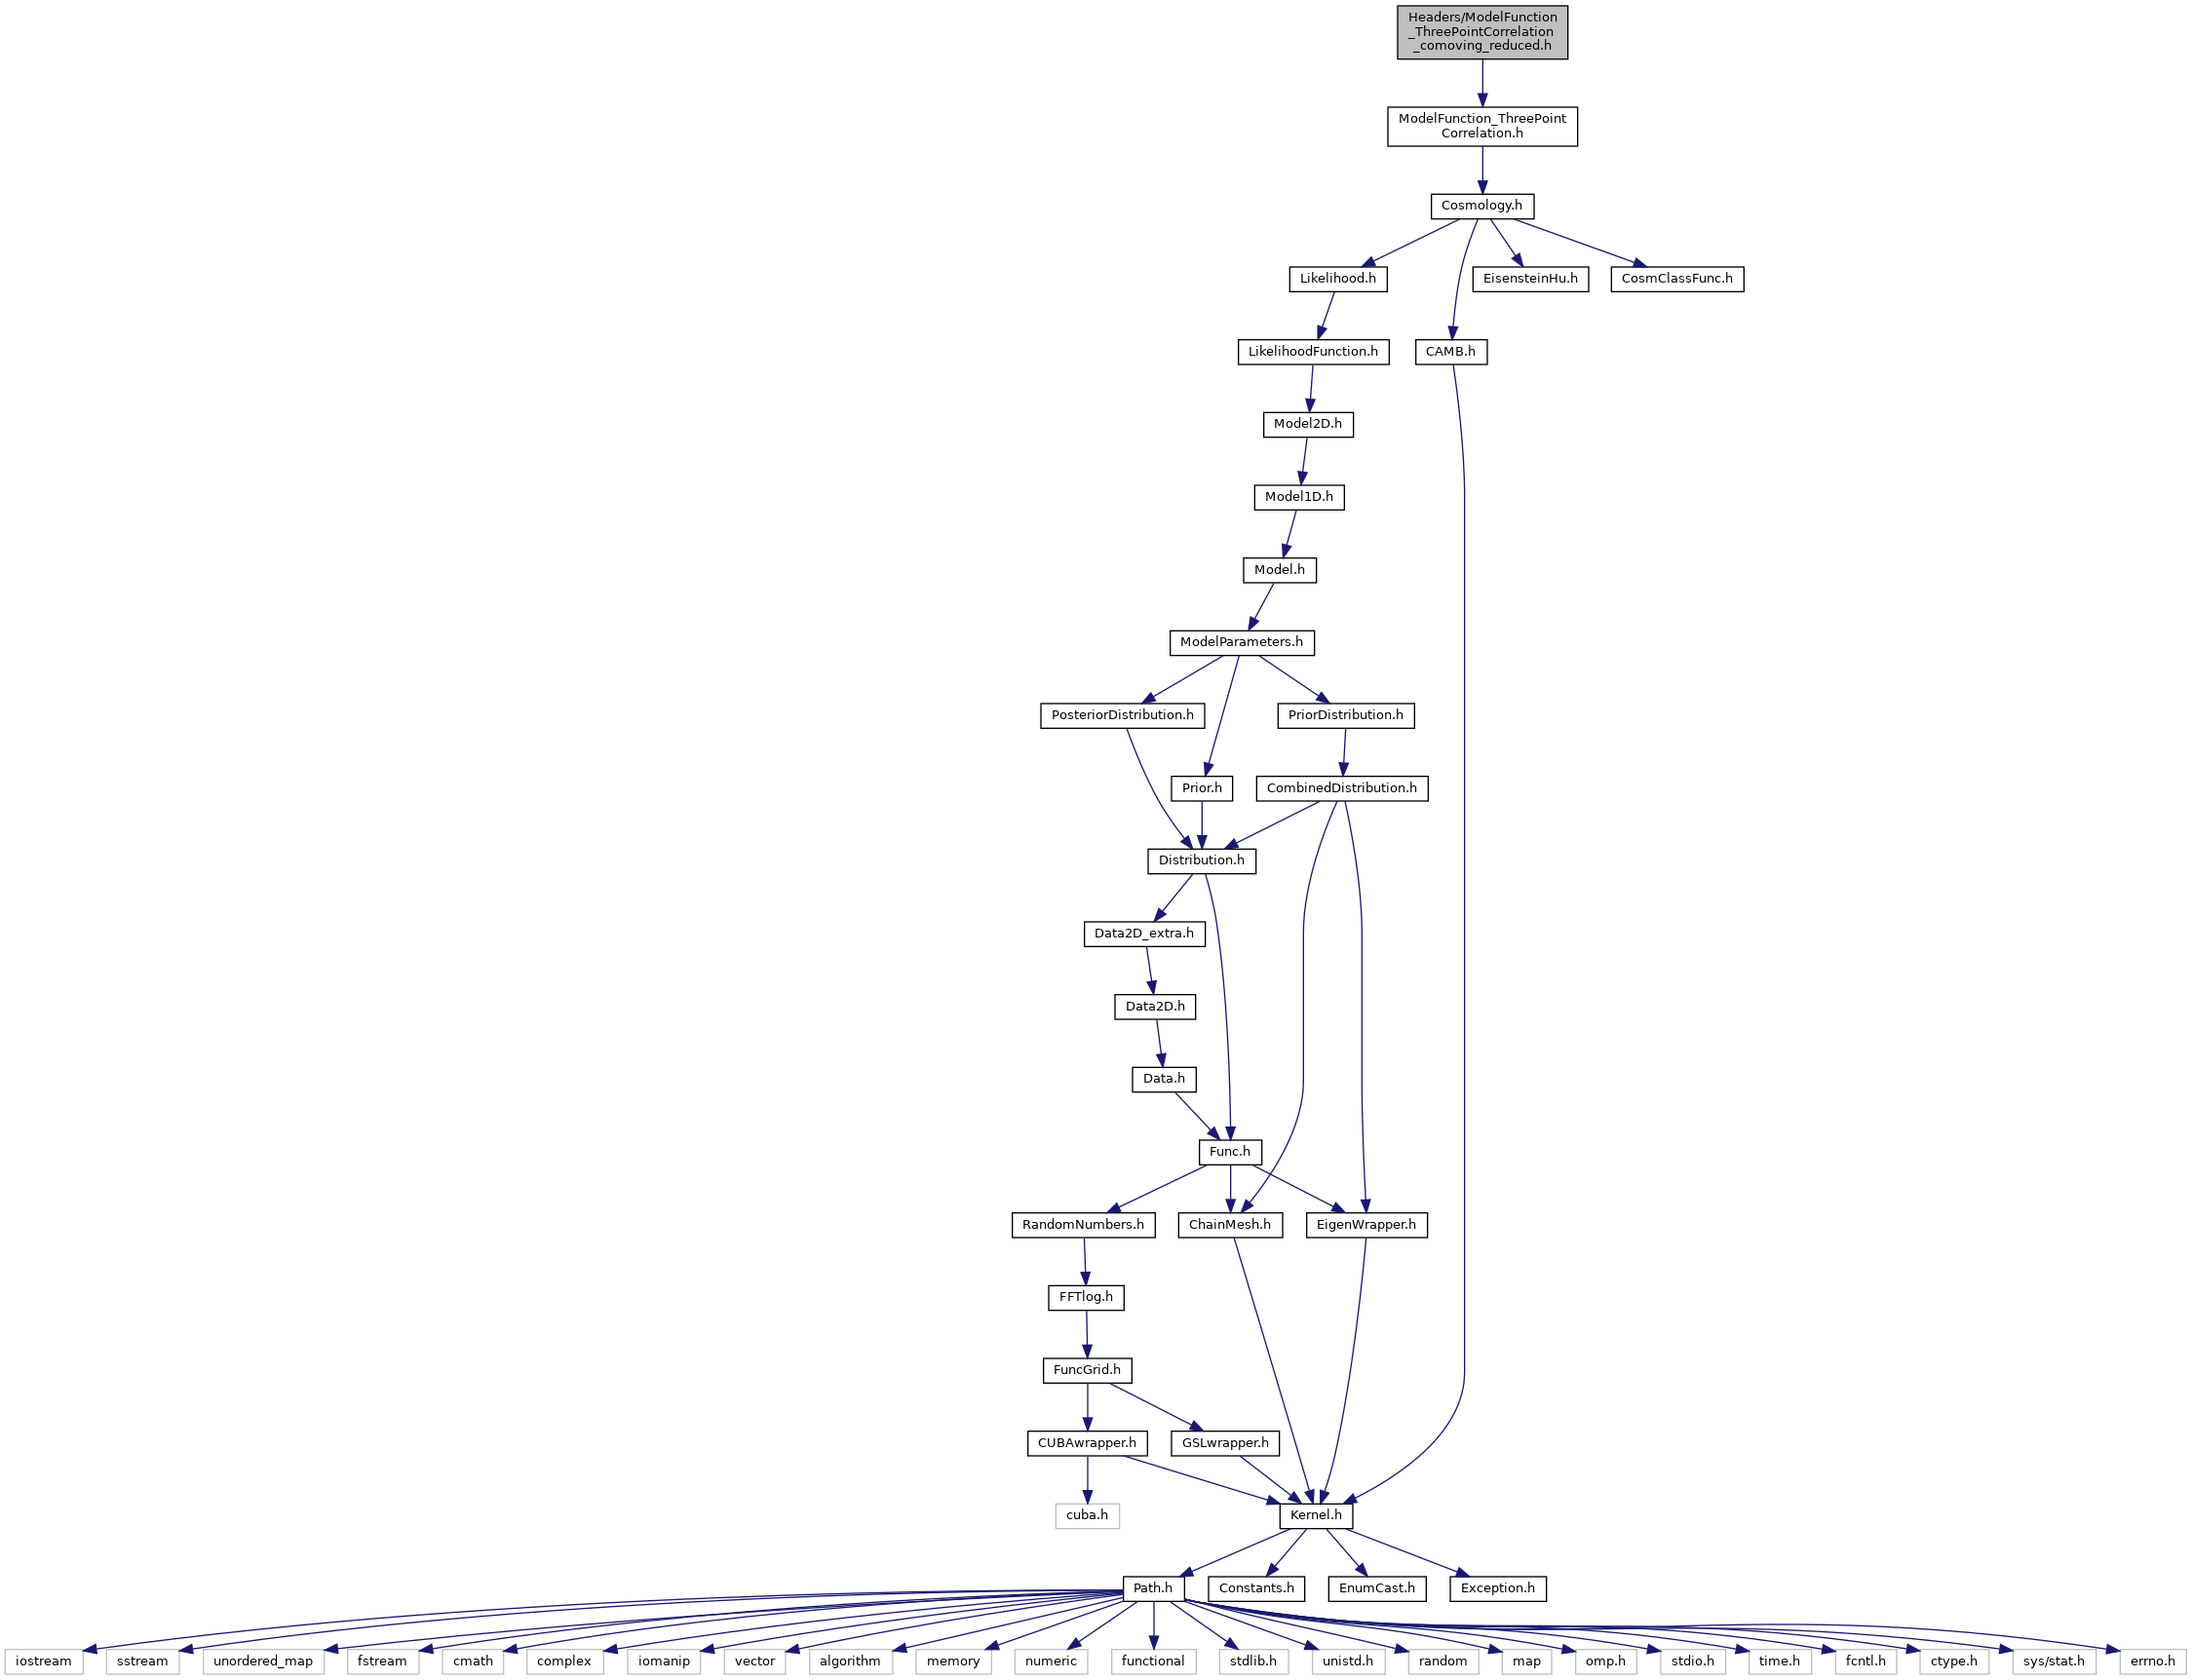 Headers/ModelFunction
_ThreePointCorrelation
_comoving_reduced.h
ModelFunction_ThreePoint
Correlation.h
Cosmology.h
Likelihood.h
EisensteinHu.h
CosmClassFunc.h
LikelihoodFunction.h
CAMB.h
Model2D.h
Model1D.h
Model.h
ModelParameters.h
PosteriorDistribution.h
PriorDistribution.h
Prior.h
CombinedDistribution.h
Distribution.h
Data2D_extra.h
Data2D.h
Data.h
Func.h
RandomNumbers.h
ChainMesh.h
EigenWrapper.h
FFTlog.h
FuncGrid.h
CUBAwrapper.h
GSLwrapper.h
cuba.h
Kernel.h
Path.h
Constants.h
EnumCast.h
Exception.h
iostream
sstream
unordered_map
fstream
cmath
complex
iomanip
vector
algorithm
memory
numeric
functional
stdlib.h
unistd.h
random
map
omp.h
stdio.h
time.h
fcntl.h
ctype.h
sys/stat.h
errno.h